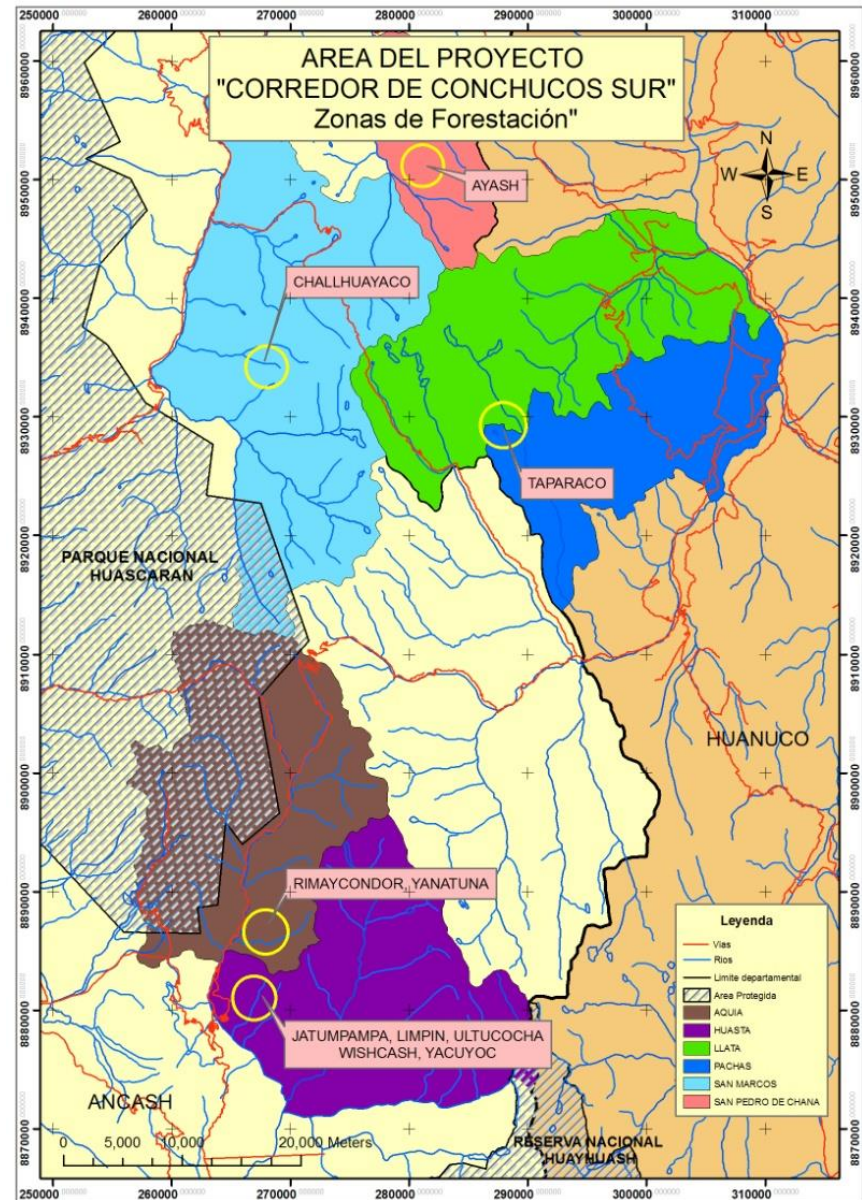 250000 260000 270000 280000 290000 300000 310000
AREA DEL PROYECTO
"CORREDOR DE CONCHUCOS SUR"
Zonas de Forestación"
N
W E
S
AYASH
CHALLHUAYACO
TAPARACO
PARQUE NACIONAL
HUASCARAN
HUANUCO
RIMAYCONDOR, YANATUNA
JATUMPAMPA, LIMPIN, ULTUCOCHA
WISHCASH, YACUYOC
ANCASH
RESERVA NACIONAL
HUAYHUASH
Leyenda
Vias
Rios
Limite departamental
Area Protegida
AQUIA
HUASTA
LLATA
PACHAS
SAN MARCOS
SAN PEDRO DE CHANA
0 5,000 10,000 20,000 Meters
8960000
8950000
8940000
8930000
8920000
8910000
8900000
8890000
8880000
8870000
8960000
8950000
8940000
8930000
8920000
8910000
8900000
8890000
8880000
8870000
250000 260000 270000 280000 290000 300000 310000